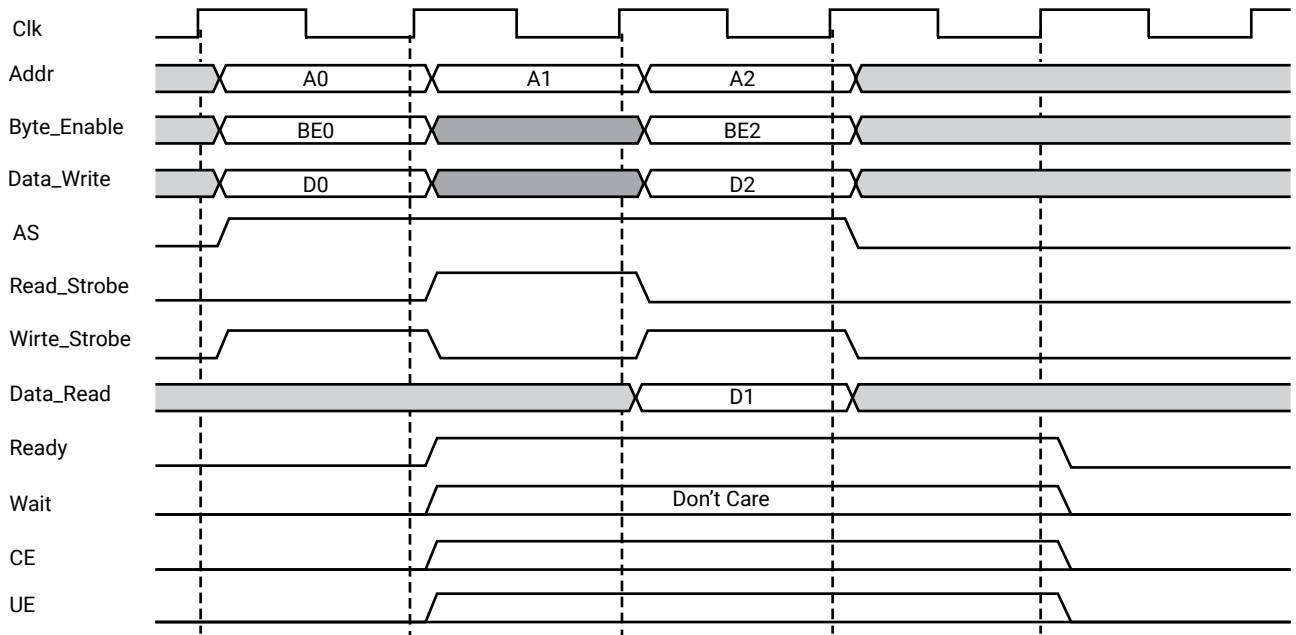 Clk
Addr A0 A1 A2
Byte_Enable BE0 BE2
Data_Write D0 D2
AS
Read_Strobe
Wirte_Strobe
Data_Read D1
Ready
Wait Don’t Care
CE
UE